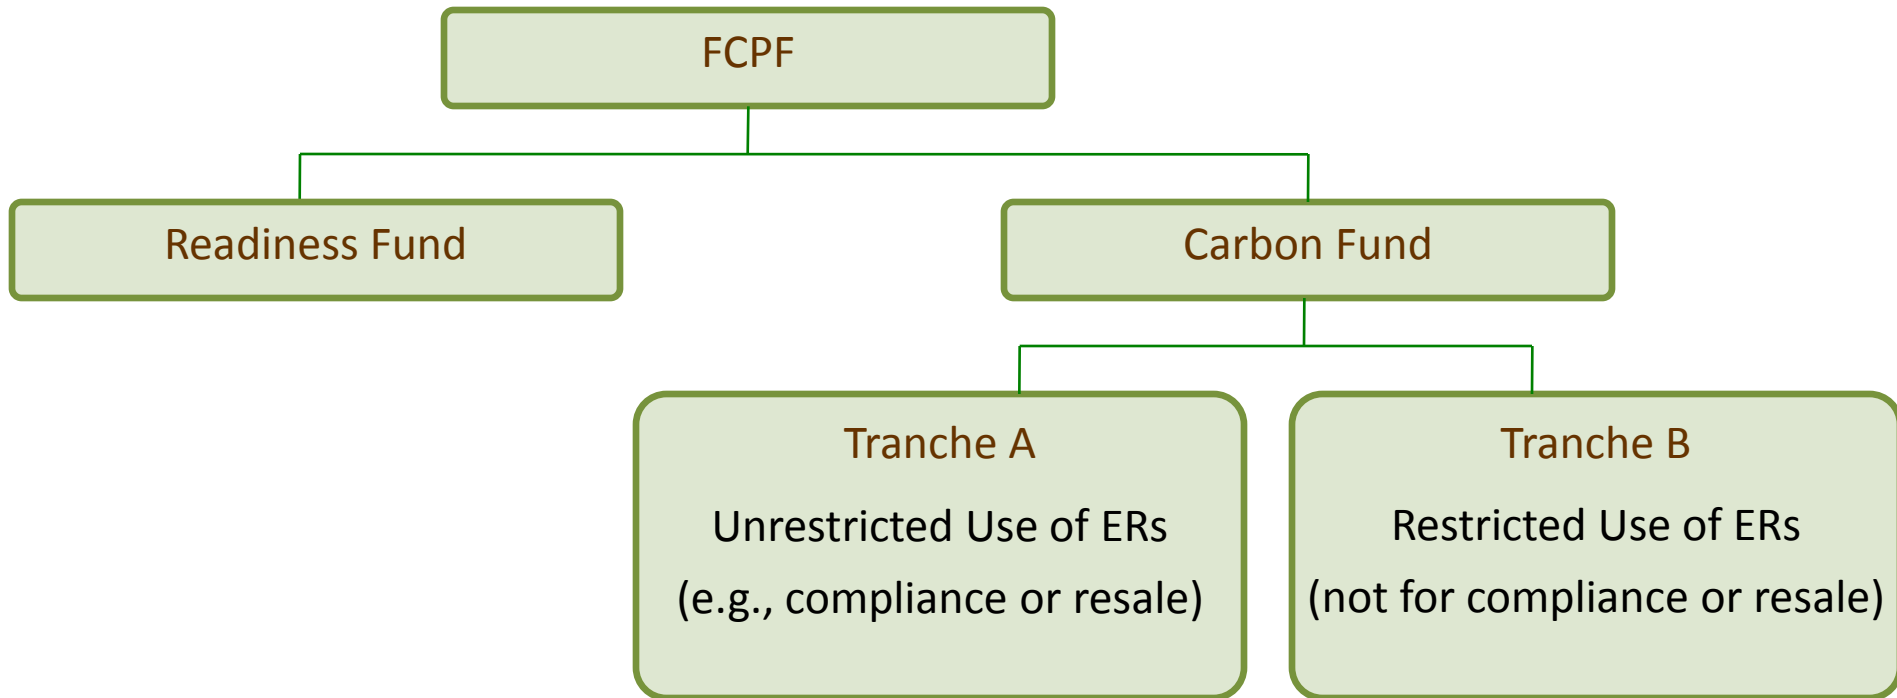 FCPF
Readiness Fund
Carbon Fund
Tranche A
Unrestricted Use of ERs
(e.g., compliance or resale)
Tranche B
Restricted Use of ERs
(not for compliance or resale)